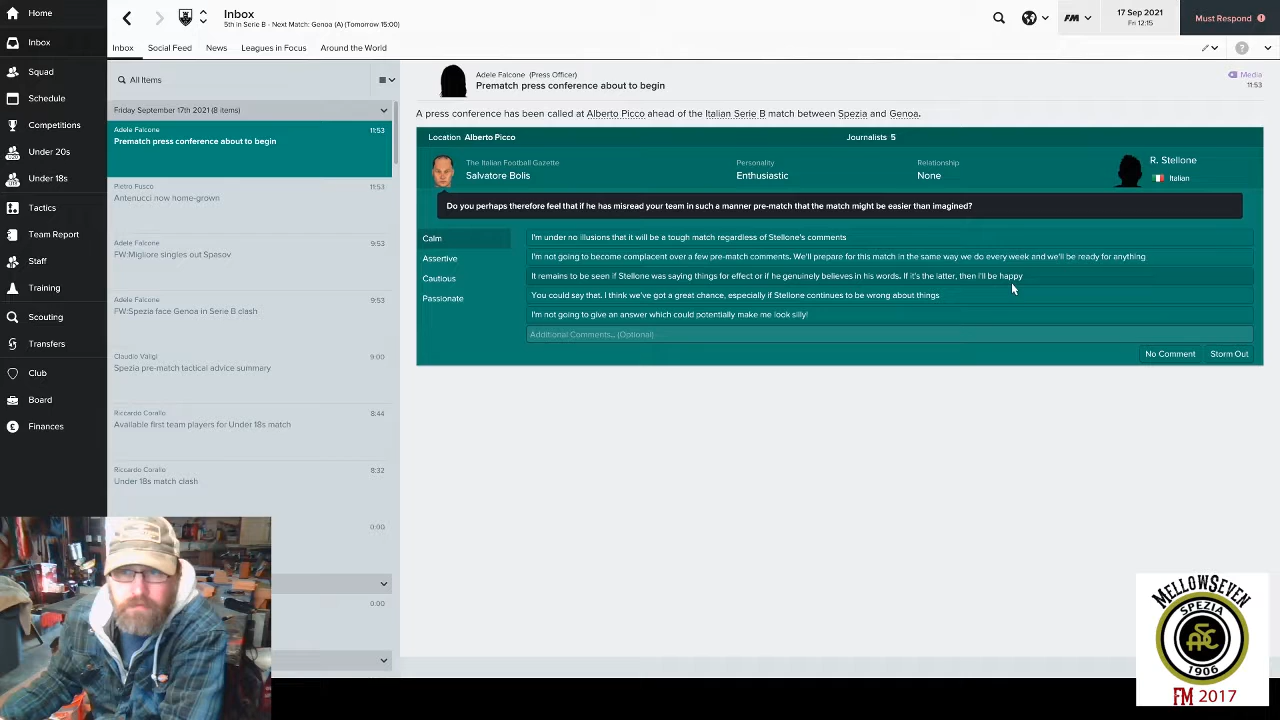 Home
Inbox
Squad
Schedule
Competitions
Under 20s
Under 18s
Tactics
Team Report
Staff
Training
Scouting
Transfers
Club
Board
Finances
Inbox
5th in Serie B - Next Match: Genoa (A) (Tomorrow 15:00)
FM
17 Sep 2021
Fri 12:15
Must Respond
Inbox
Social Feed
News
Leagues in Focus
Around the World
All Items
Friday September 17th 2021 (8 items)
Adele Falcone
11:53
Prematch press conference about to begin
Pietro Fusco
11:53
Antenucci now home-grown
Adele Falcone
9:53
FW:Migliore singles out Spasov
Adele Falcone
9:53
FW:Spezia face Genoa in Serie B clash
Claudio Valigi
9:00
Spezia pre-match tactical advice summary
Riccardo Corallo
8:44
Available first team players for Under 18s match
Riccardo Corallo
8:32
Under 18s match clash
0:00
0:00
Adele Falcone (Press Officer)
Prematch press conference about to begin
Media
11:53
A press conference has been called at Alberto Picco ahead of the Italian Serie B match between Spezia and Genoa.
Location Alberto Picco
Journalists 5
The Italian Football Gazette
Salvatore Bolis
Personality
Enthusiastic
Relationship
None
R. Stellone
Italian
Do you perhaps therefore feel that if he has misread your team in such a manner pre-match that the match might be easier than imagined?
Calm
Assertive
Cautious
Passionate
I'm under no illusions that it will be a tough match regardless of Stellone's comments
I'm not going to become complacent over a few pre-match comments. We'll prepare for this match in the same way we do every week and we'll be ready for anything
It remains to be seen if Stellone was saying things for effect or if he genuinely believes in his words. If it's the latter, then I'll be happy
You could say that. I think we've got a great chance, especially if Stellone continues to be wrong about things
I'm not going to give an answer which could potentially make me look silly!
Additional Comments... (Optional)
No Comment
Storm Out
MELLOWSEVEN
SPEZIA
ASC
1906
FM 2017